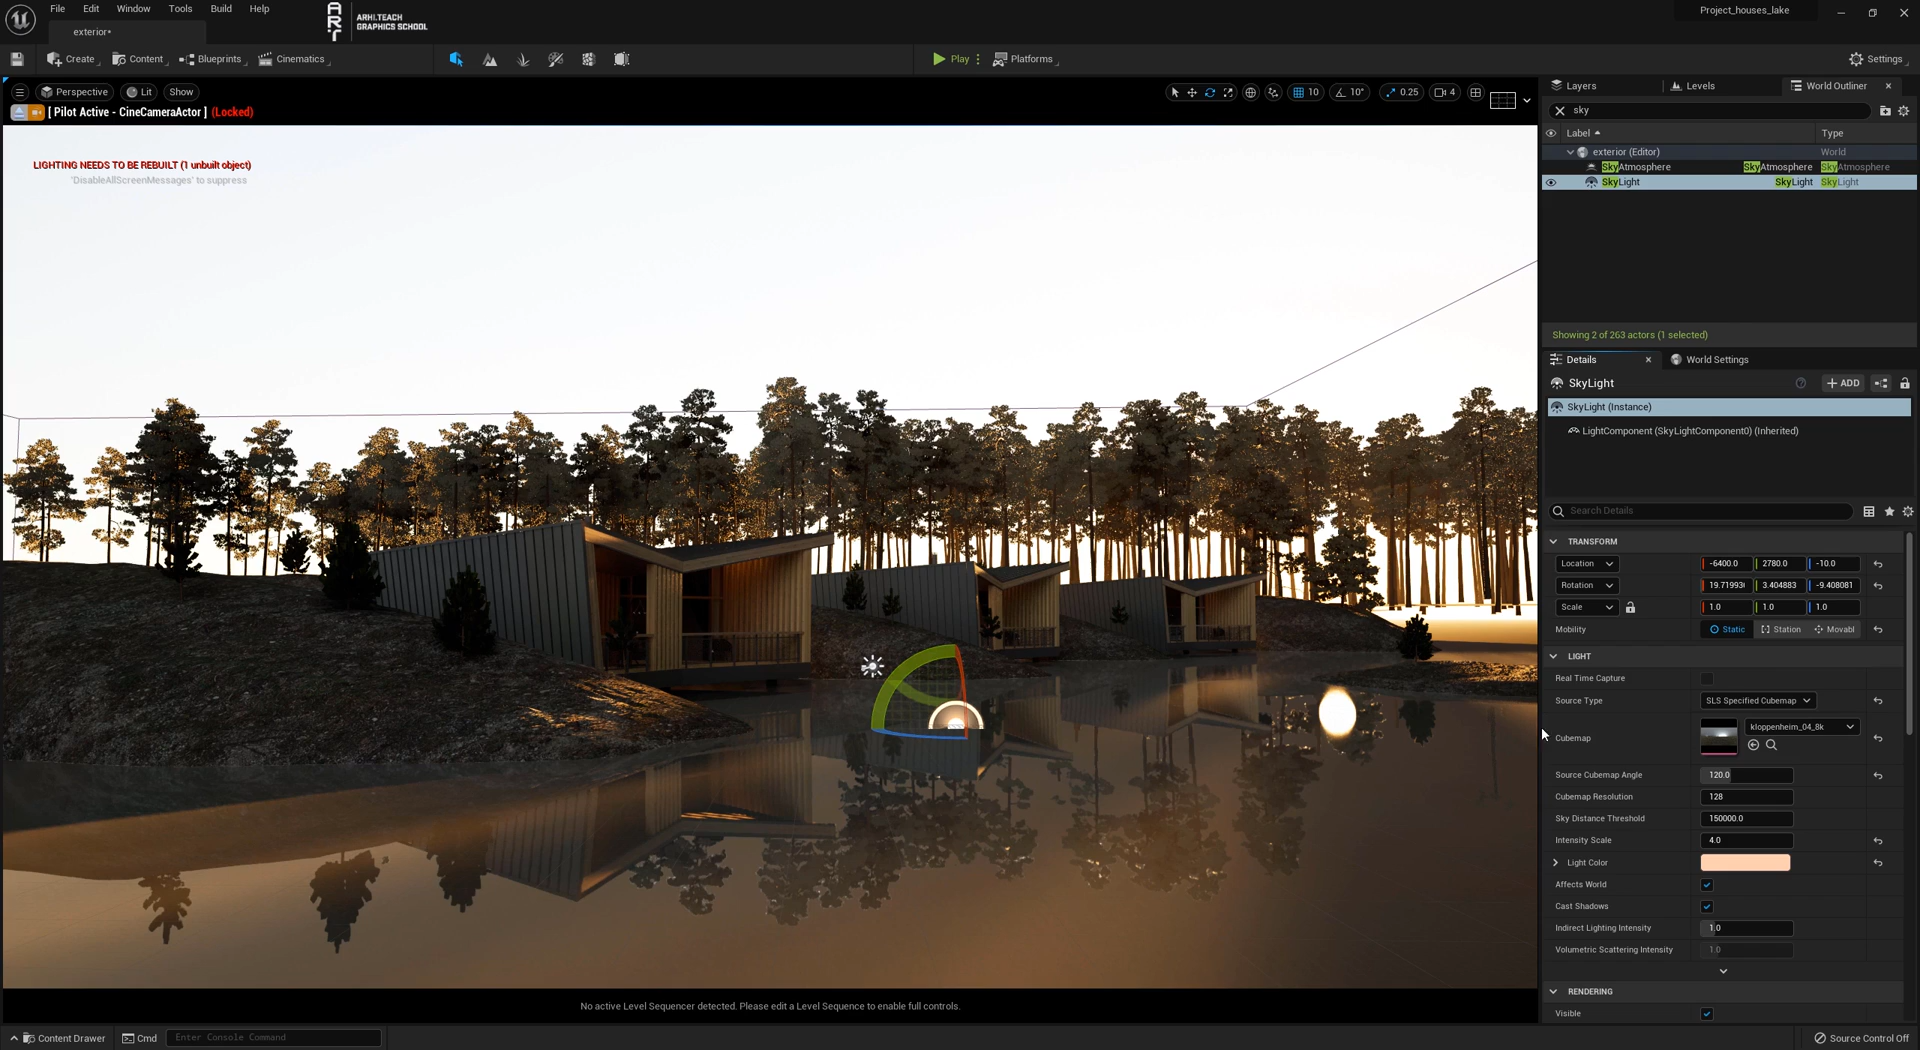 File Edit Window Tools Build Help
ARHI.TEACH
GRAPHICS SCHOOL
Project_houses_lake
exterior•
Create Content Blueprints Cinematics Play Platforms Settings
Perspective Lit Show 10 10° 0.25 4
[ Pilot Active - CineCameraActor ] (Locked)
LIGHTING NEEDS TO BE REBUILT (1 unbuilt object)
'DisableAllScreenMessages' to suppress
Layers Levels World Outliner
sky
Label Type
exterior (Editor) World
SkyAtmosphere SkyAtmosphere SkyAtmosphere
SkyLight SkyLight SkyLight
Showing 2 of 263 actors (1 selected)
Details World Settings
SkyLight + ADD
SkyLight (Instance)
LightComponent (SkyLightComponent0) (Inherited)
Search Details
TRANSFORM
Location -6400.0 2780.0 -10.0
Rotation 19.71993 3.404883 -9.408081
Scale 1.0 1.0 1.0
Mobility Static Station Movabl
LIGHT
Real Time Capture
Source Type SLS Specified Cubemap
Cubemap kloppenheim_04_8k
Source Cubemap Angle 120.0
Cubemap Resolution 128
Sky Distance Threshold 150000.0
Intensity Scale 4.0
Light Color
Affects World
Cast Shadows
Indirect Lighting Intensity 1.0
Volumetric Scattering Intensity 1.0
RENDERING
Visible
No active Level Sequencer detected. Please edit a Level Sequence to enable full controls.
Content Drawer Cmd Enter Console Command Source Control Off